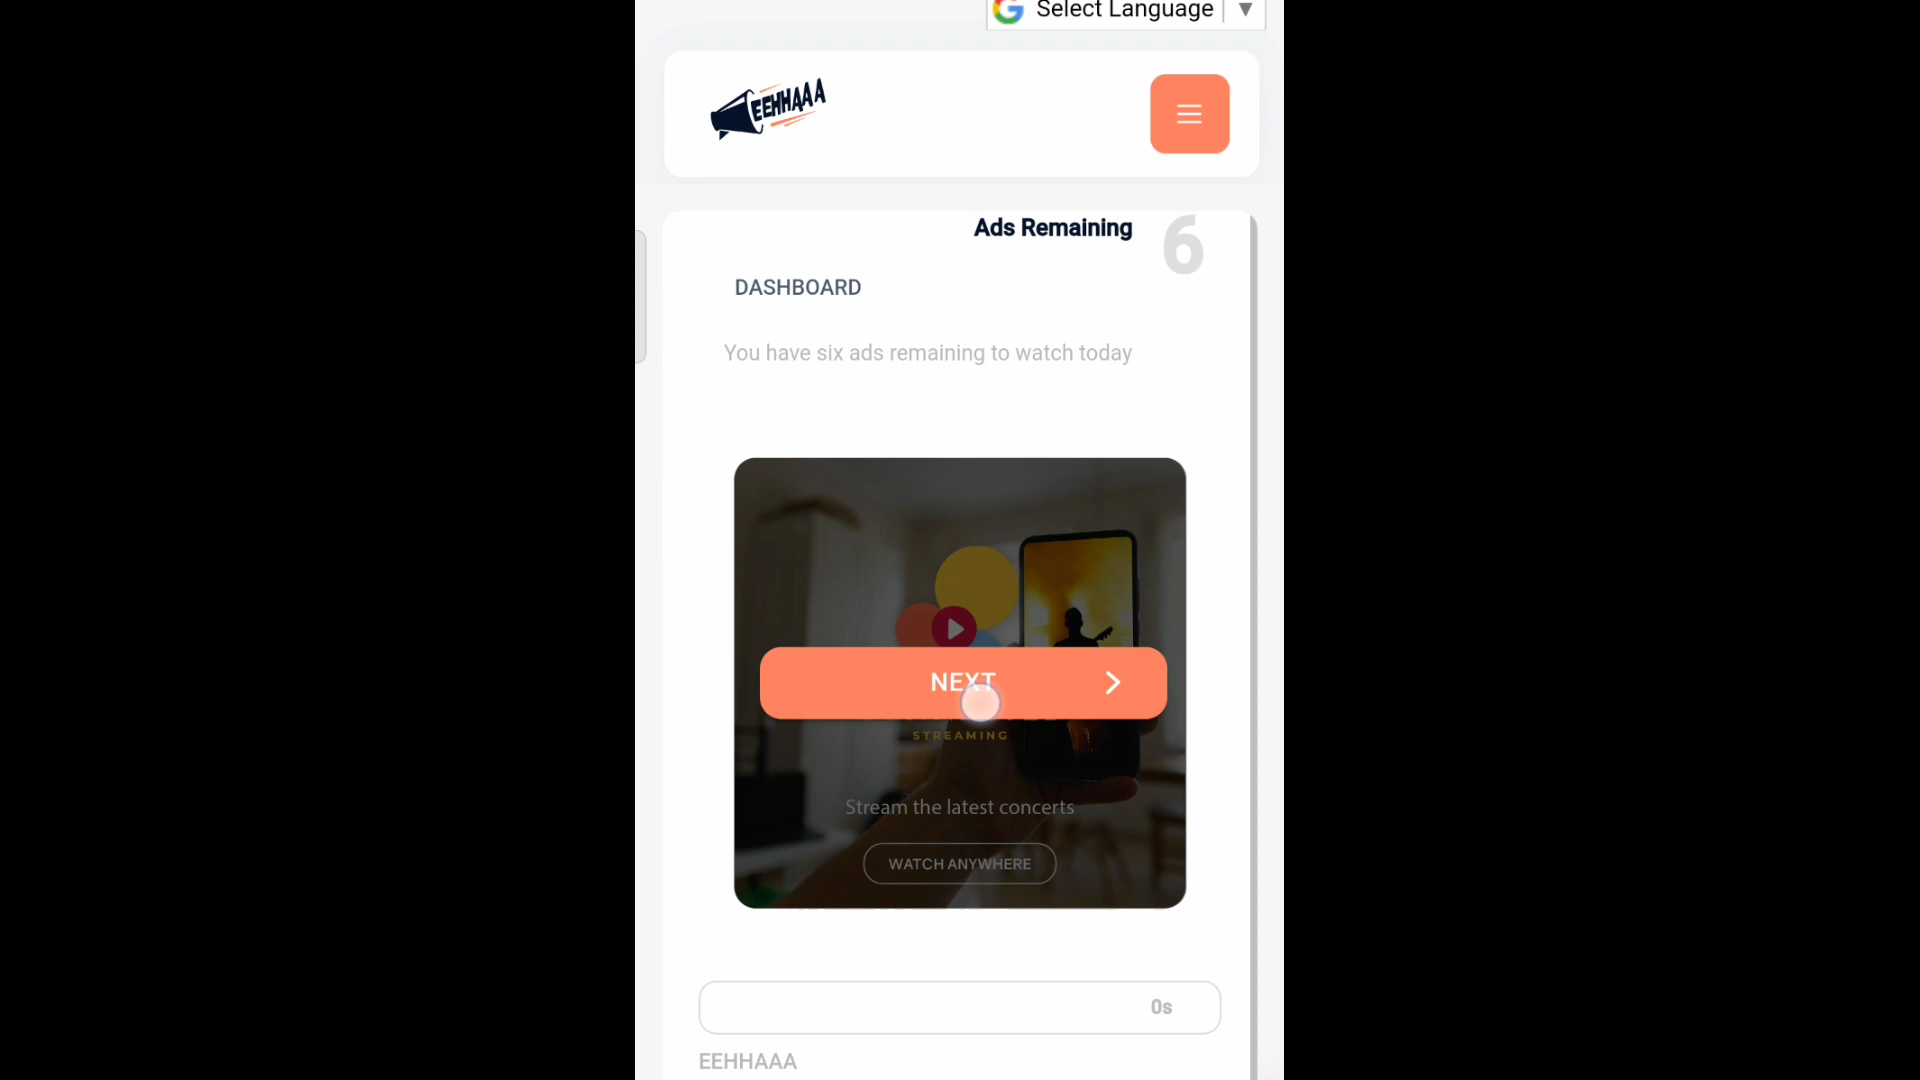 Select Language
EEHHAAA
Ads Remaining
6
DASHBOARD
You have six ads remaining to watch today
NEXT
STREAMING
Stream the latest concerts
WATCH ANYWHERE
0s
EEHHAAA